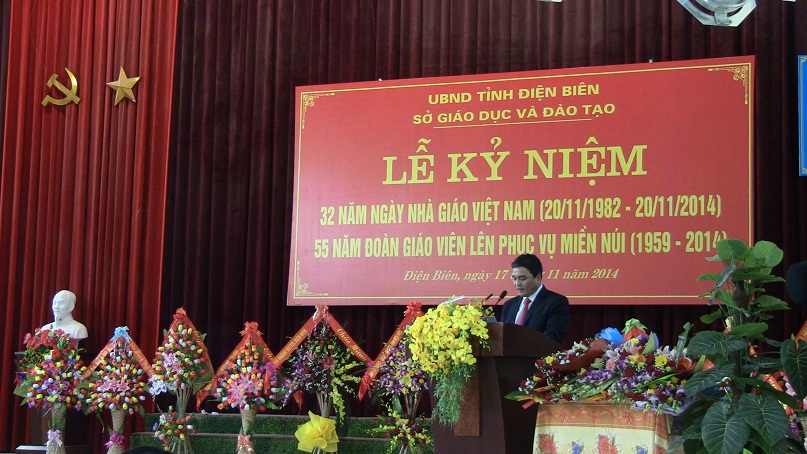 UBND TỈNH ĐIỆN BIÊN
SỞ GIÁO DỤC VÀ ĐÀO TẠO
LỄ KỶ NIỆM
32 NĂM NGÀY NHÀ GIÁO VIỆT NAM (20/11/1982 - 20/11/2014)
55 NĂM ĐOÀN GIÁO VIÊN LÊN PHỤC VỤ MIỀN NÚI (1959 - 2014)
Điện Biên, ngày 17 11 năm 2014